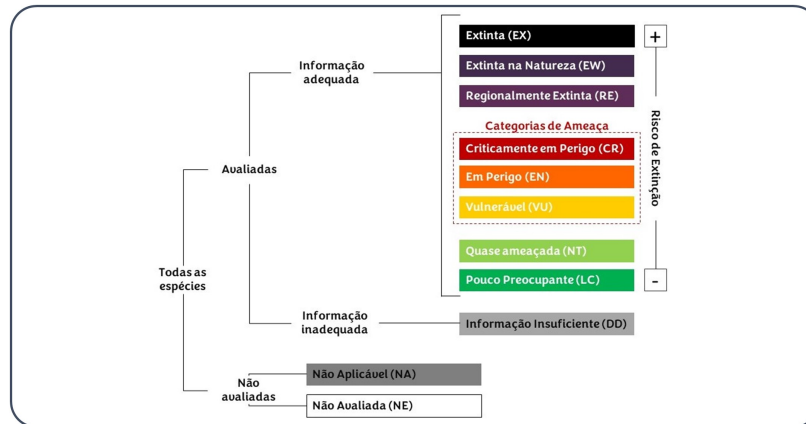 Extinta (EX)
+
Informação
adequada
Extinta na Natureza (EW)
Regionalmente Extinta (RE)
Categorias de Ameaça
Criticamente em Perigo (CR)
Risco de Extinção
Avaliadas
Em Perigo (EN)
Vulnerável (VU)
Quase ameaçada (NT)
Todas as
espécies
Pouco Preocupante (LC)
-
Informação
inadequada
Informação Insuficiente (DD)
Não Aplicável (NA)
Não
avaliadas
Não Avaliada (NE)